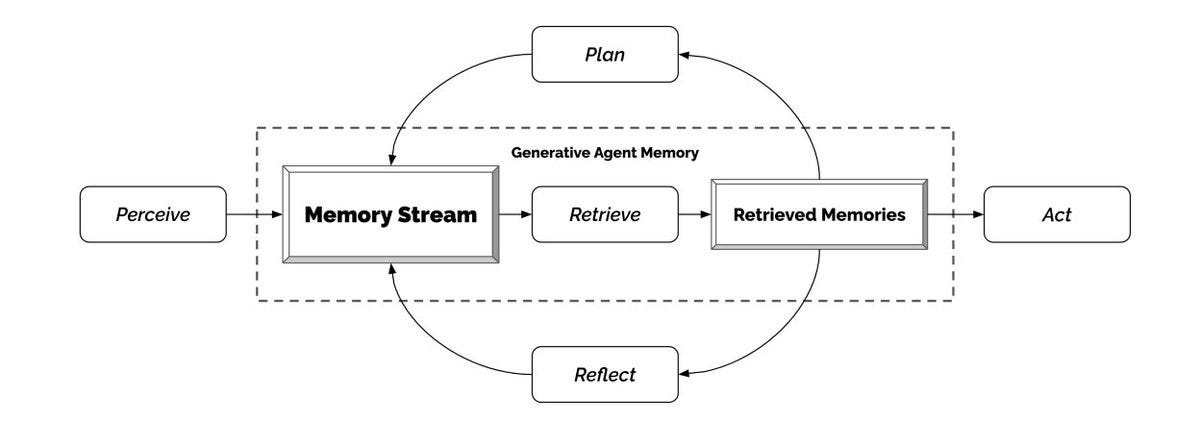 Plan
Generative Agent Memory
Perceive
Memory Stream
Retrieve
Retrieved Memories
Act
Reflect